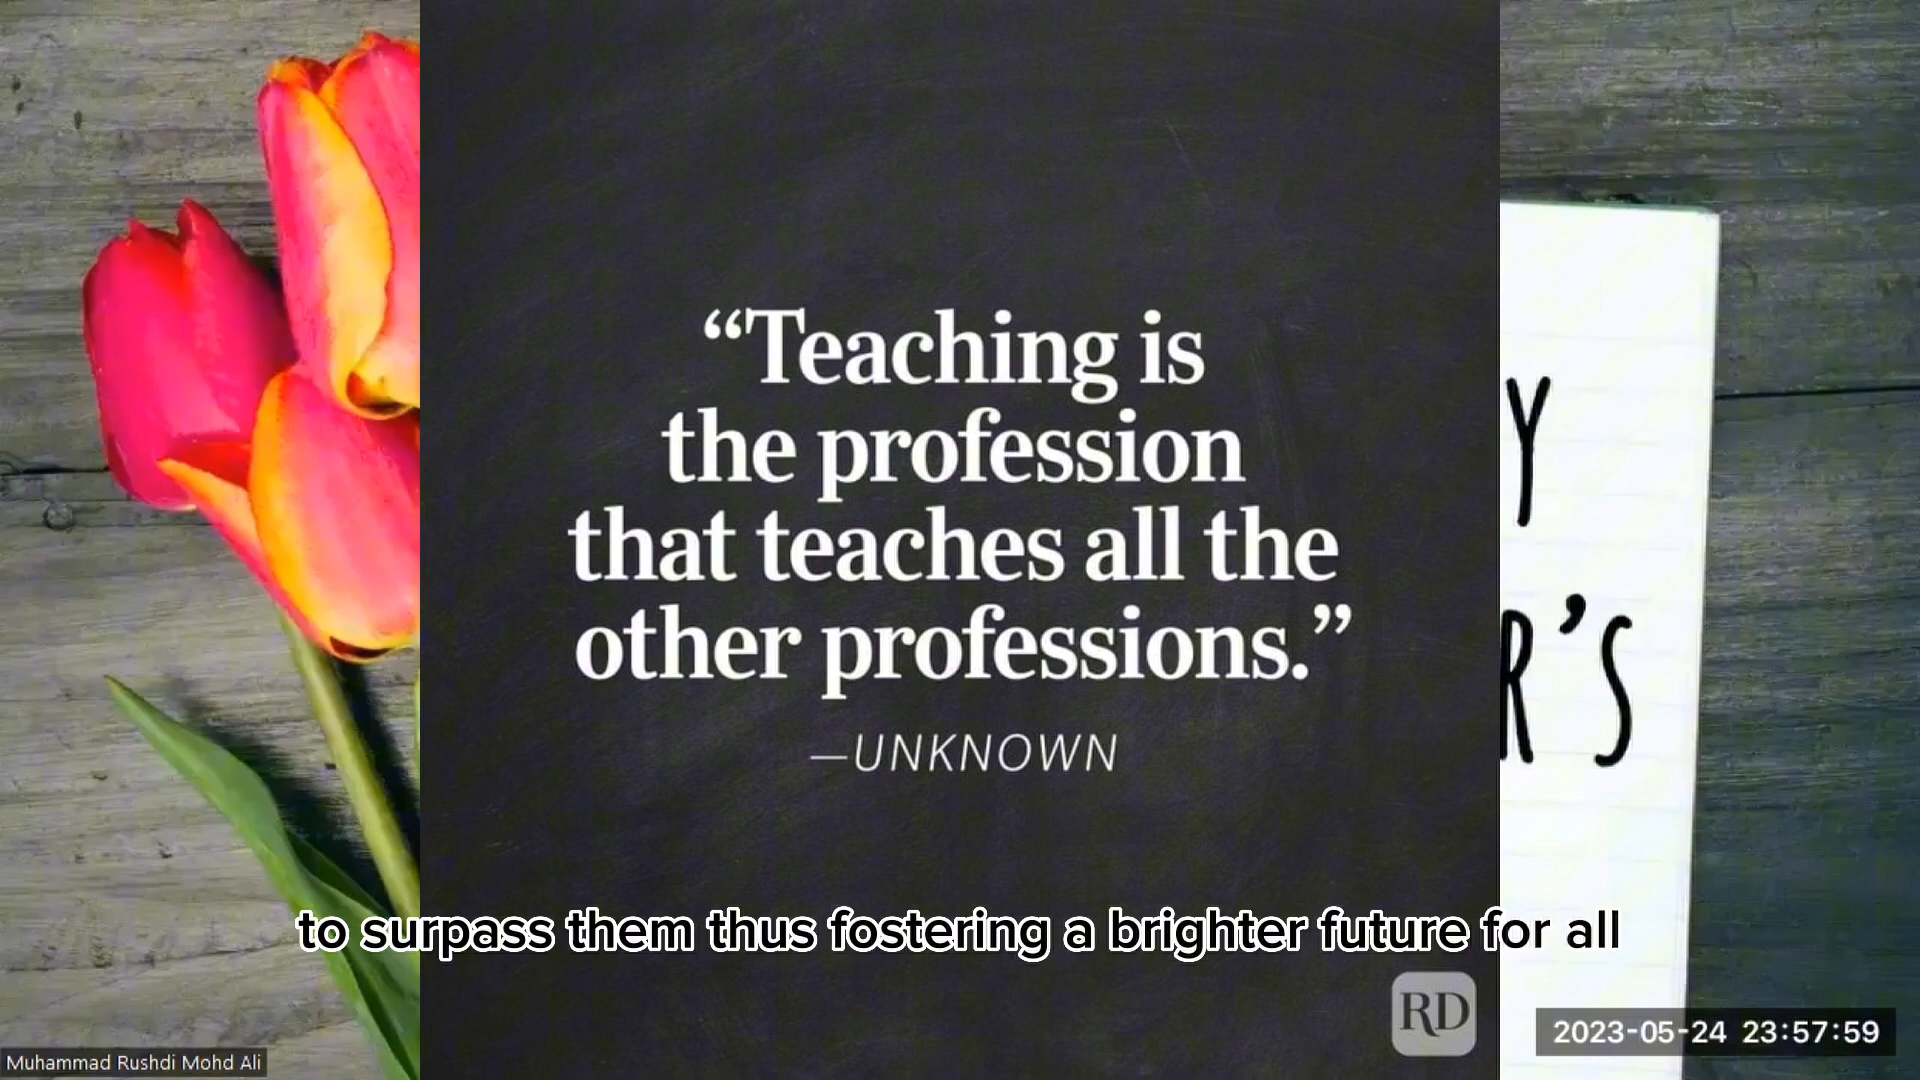 “Teaching is
the profession
that teaches all the
other professions.”
—UNKNOWN
Y
R’S
to surpass them thus fostering a brighter future for all
RD
2023-05-24 23:57:59
Muhammad Rushdi Mohd Ali